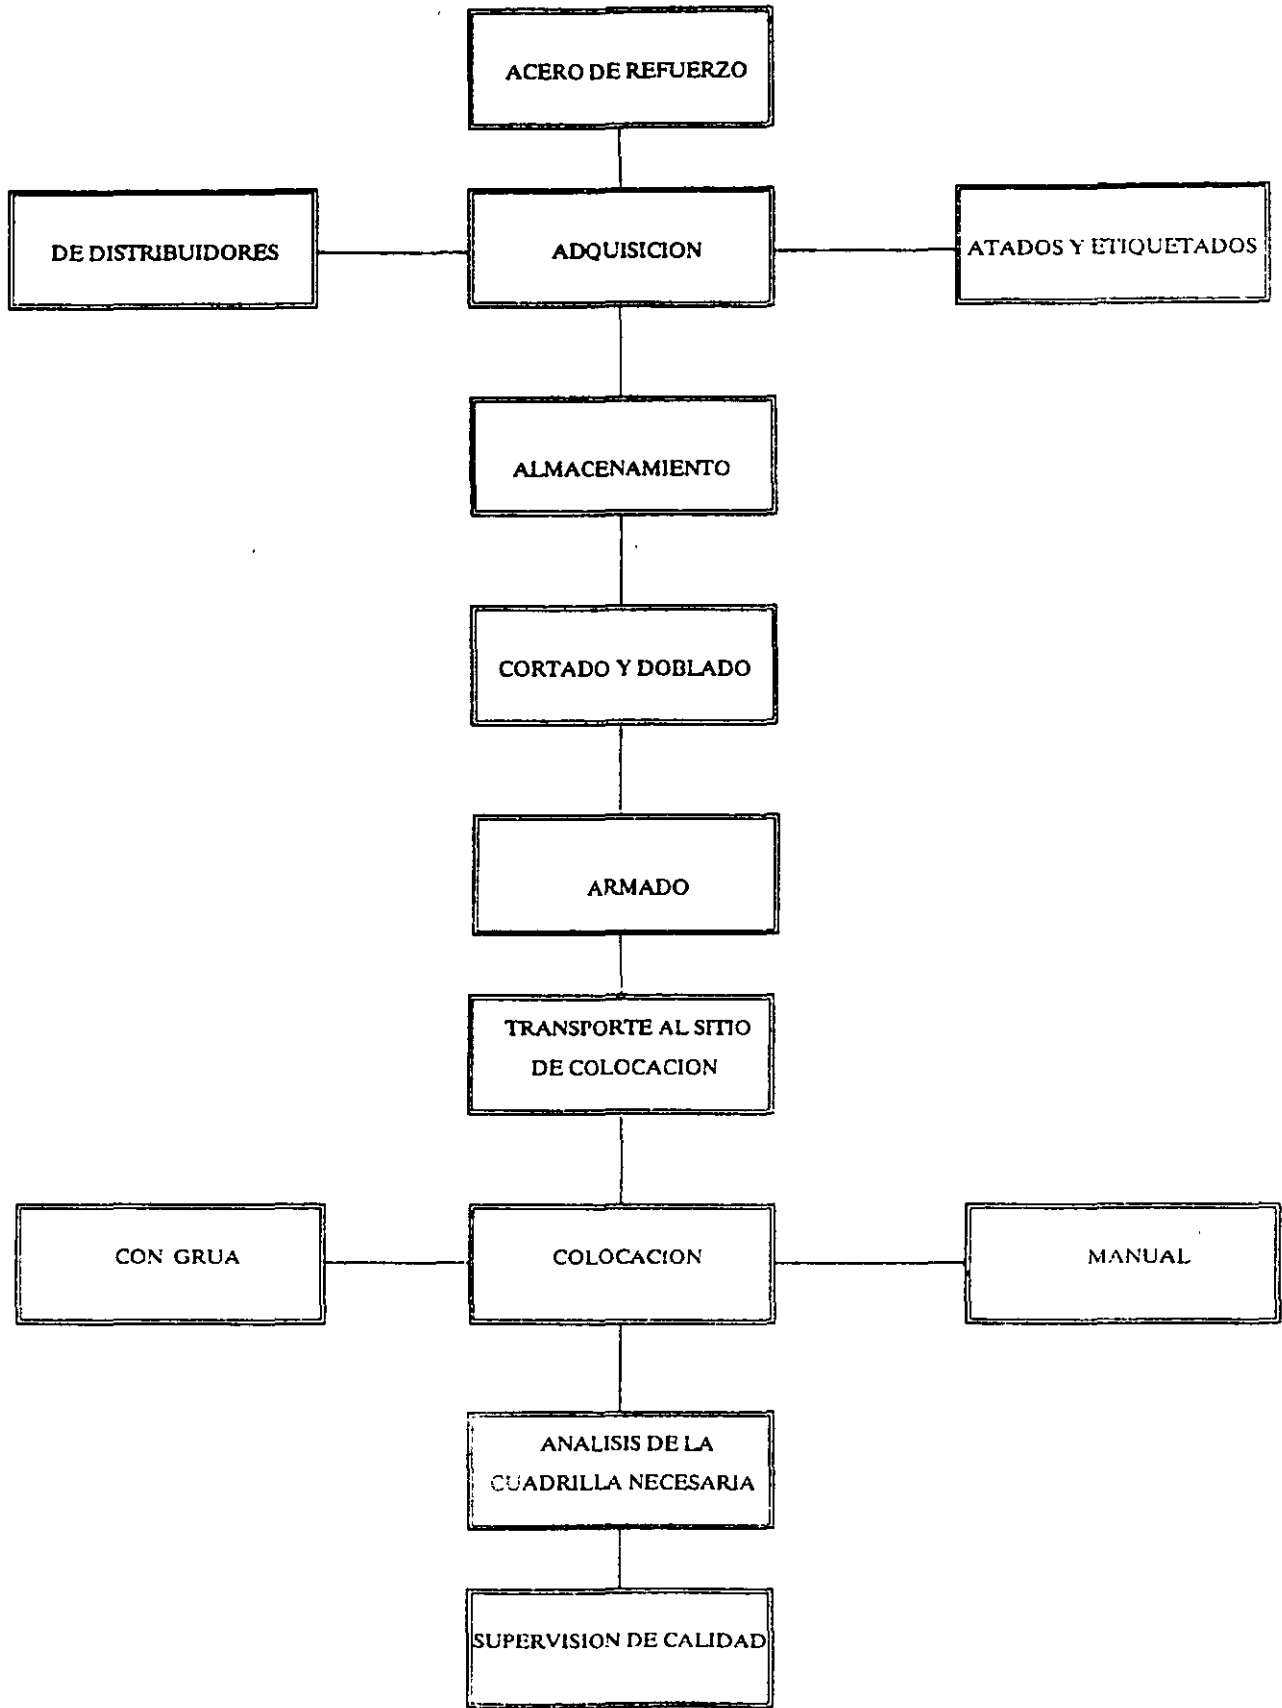 ACERO DE REFUERZO
DE DISTRIBUIDORES
ADQUISICION
ATADOS Y ETIQUETADOS
ALMACENAMIENTO
CORTADO Y DOBLADO
ARMADO
TRANSPORTE AL SITIO
DE COLOCACION
CON GRUA
COLOCACION
MANUAL
ANALISIS DE LA
CUADRILLA NECESARIA
SUPERVISION DE CALIDAD